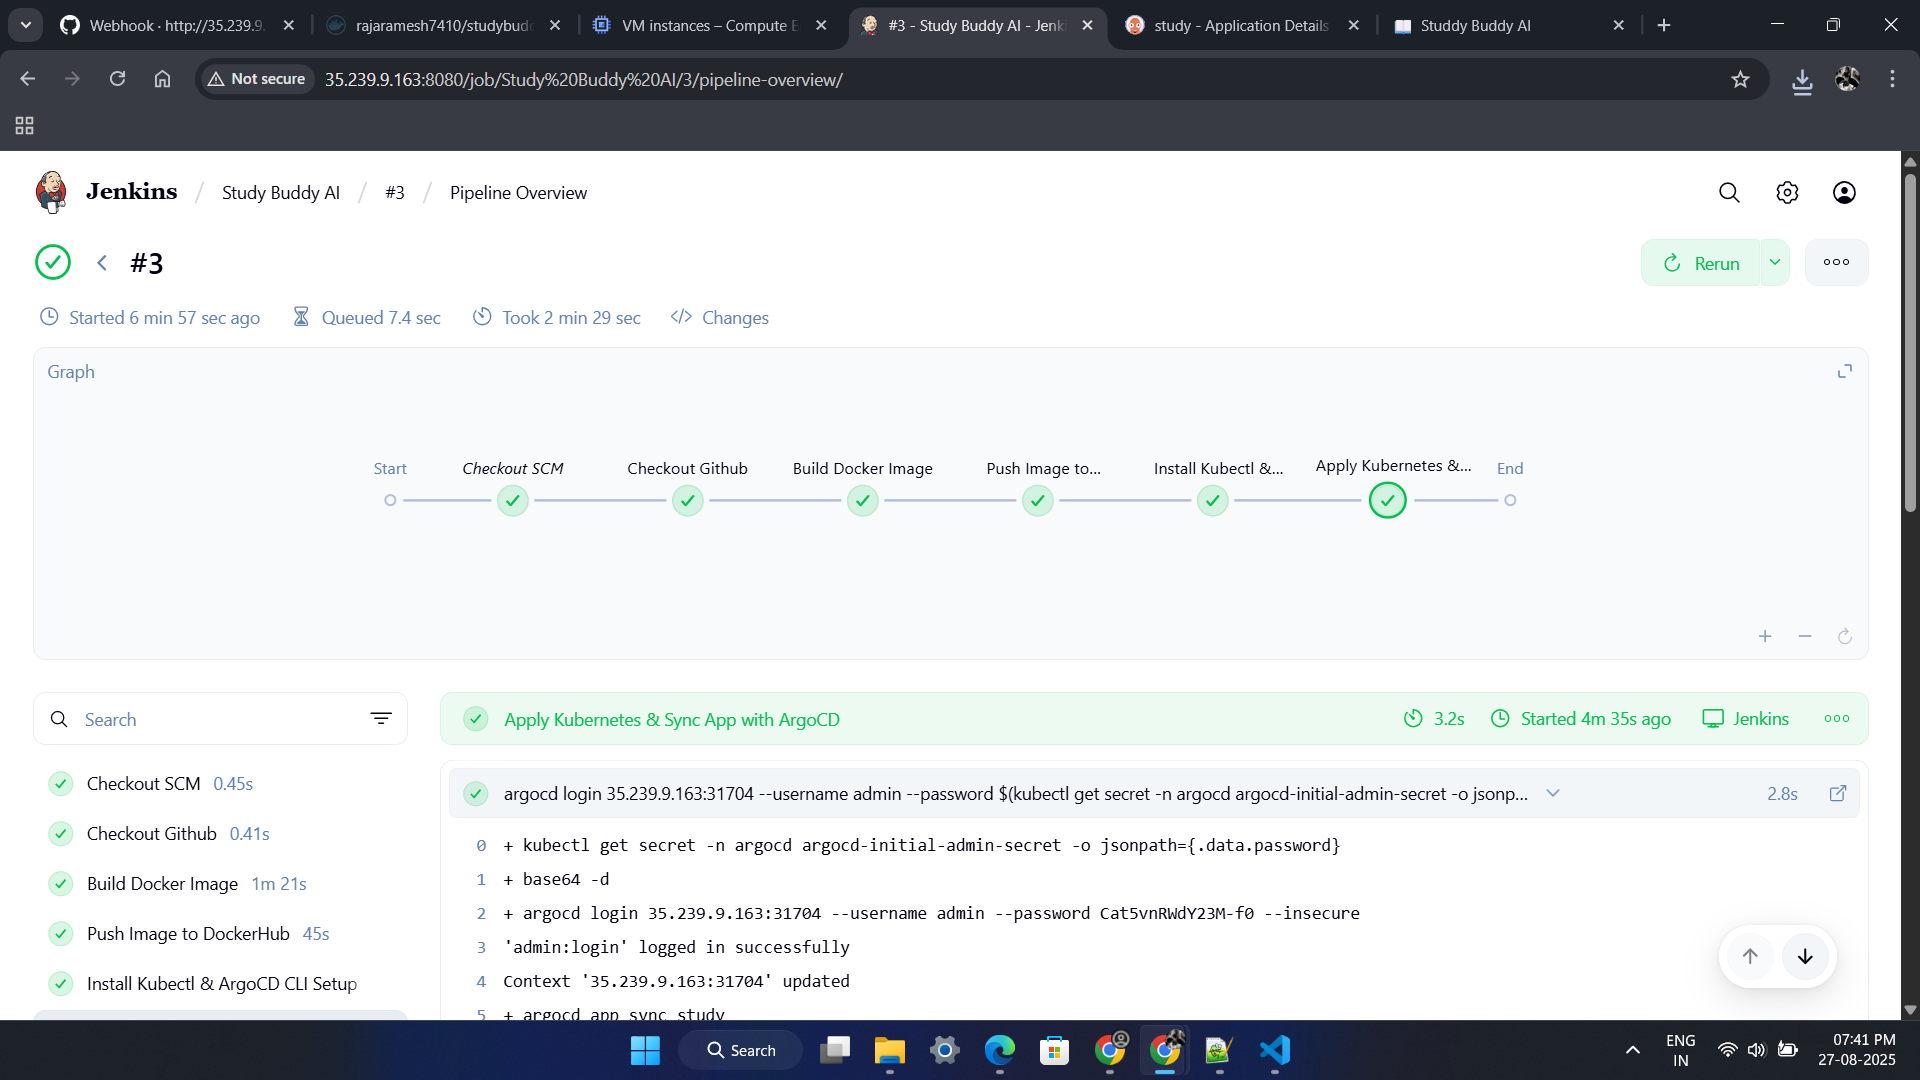 Webhook · http://35.239.9.
rajaramesh7410/studybudd
VM instances – Compute E
#3 - Study Buddy AI - Jenki
study - Application Details
Studdy Buddy AI
Not secure
35.239.9.163:8080/job/Study%20Buddy%20AI/3/pipeline-overview/
Jenkins / Study Buddy AI / #3 / Pipeline Overview
#3
Rerun
Started 6 min 57 sec ago
Queued 7.4 sec
Took 2 min 29 sec
Changes
Graph
Start
Checkout SCM
Checkout Github
Build Docker Image
Push Image to...
Install Kubectl &...
Apply Kubernetes &...
End
Search
Checkout SCM 0.45s
Checkout Github 0.41s
Build Docker Image 1m 21s
Push Image to DockerHub 45s
Install Kubectl & ArgoCD CLI Setup
Apply Kubernetes & Sync App with ArgoCD
3.2s
Started 4m 35s ago
Jenkins
argocd login 35.239.9.163:31704 --username admin --password $(kubectl get secret -n argocd argocd-initial-admin-secret -o jsonp...
2.8s
0 + kubectl get secret -n argocd argocd-initial-admin-secret -o jsonpath={.data.password}
1 + base64 -d
2 + argocd login 35.239.9.163:31704 --username admin --password Cat5vnRWdY23M-f0 --insecure
3 'admin:login' logged in successfully
4 Context '35.239.9.163:31704' updated
5 + argocd app sync study
Search
ENG
IN
07:41 PM
27-08-2025